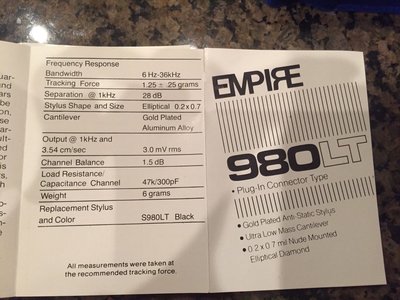 Frequency Response
Bandwidth 6 Hz-36kHz
Tracking Force 1.25 ± .25 grams
Separation @ 1kHz 28 dB
Stylus Shape and Size Elliptical 0.2x0.7
Cantilever Gold Plated
Aluminum Alloy
Output @ 1kHz and
3.54 cm/sec 3.0 mV rms
Channel Balance 1.5 dB
Load Resistance/
Capacitance Channel 47k/300pF
Weight 6 grams
Replacement Stylus
and Color S980LT Black
All measurements were taken at
the recommended tracking force.
EMPIRE
980LT
• Plug-In Connector Type
• Gold Plated Anti-Static Stylus
• Ultra Low Mass Cantilever
• 0.2 x 0.7 mil Nude Mounted
Elliptical Diamond